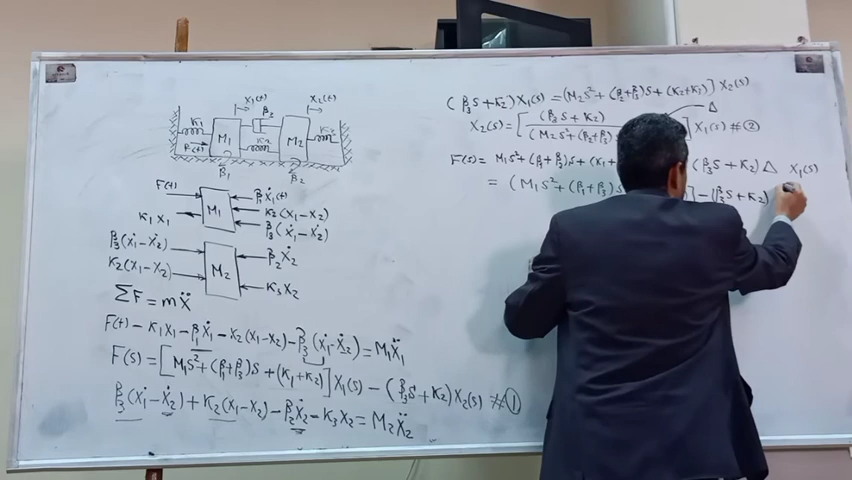 X1(t) X2(t)
K1 M1 β3 K2 M2 K3
F(t)
β1 β2
F(t) M1 β1Ẋ1(t)
K1 X1 K2(X1-X2)
β3(Ẋ1-Ẋ2)
β3(Ẋ1-Ẋ2) M2 β2Ẋ2
K2(X1-X2) K3X2
ΣF = mẌ
F(t) - K1X1 - β1Ẋ1 - K2(X1-X2) - β3(Ẋ1-Ẋ2) = M1Ẍ1
F(s) = [M1S²+(β1+β3)S + (K1+K2)] X1(s) - (β3S+K2)X2(s) #①
β3(Ẋ1-Ẋ2) + K2(X1-X2) - β2Ẋ2 - K3X2 = M2Ẍ2
(β3S+K2)X1(s) = (M2S²+(β2+β3)S+(K2+K3)] X2(s)
X2(s) = [(β3S+K2) / (M2S²+(β2+β3) ] X1(s) #②
Δ
F(s) = M1S²+(β1+β3)S+(K1+ (β3S+K2)Δ X1(s)
= (M1S²+(β1+β3)S ] - (β3S+K2)